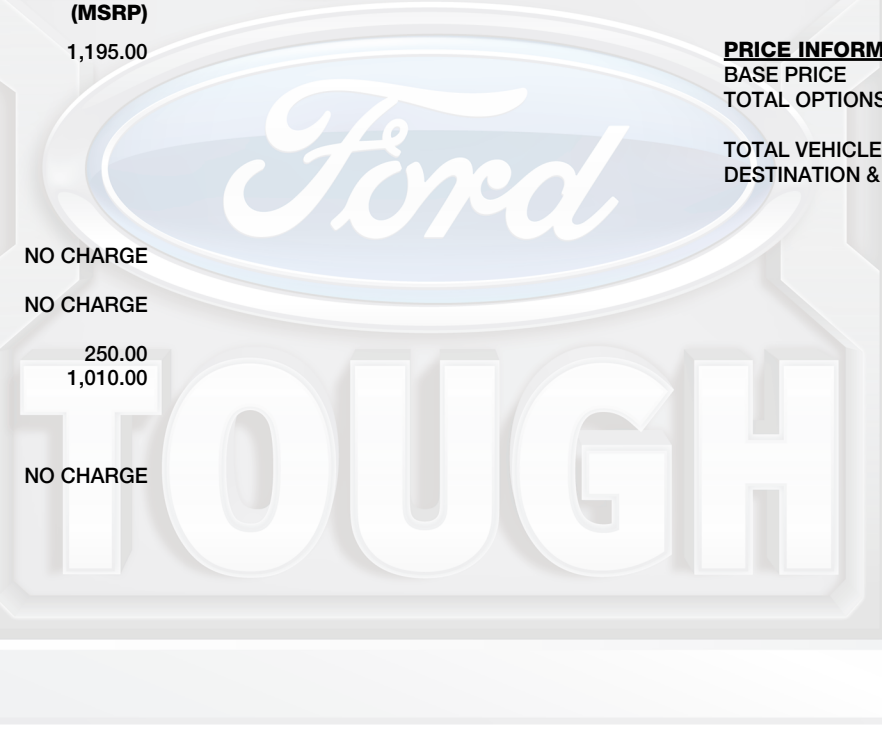 (MSRP)
1,195.00
NO CHARGE
NO CHARGE
250.00
1,010.00
NO CHARGE
PRICE INFORM
BASE PRICE
TOTAL OPTIONS
TOTAL VEHICLE
DESTINATION &
Ford
TOUGH